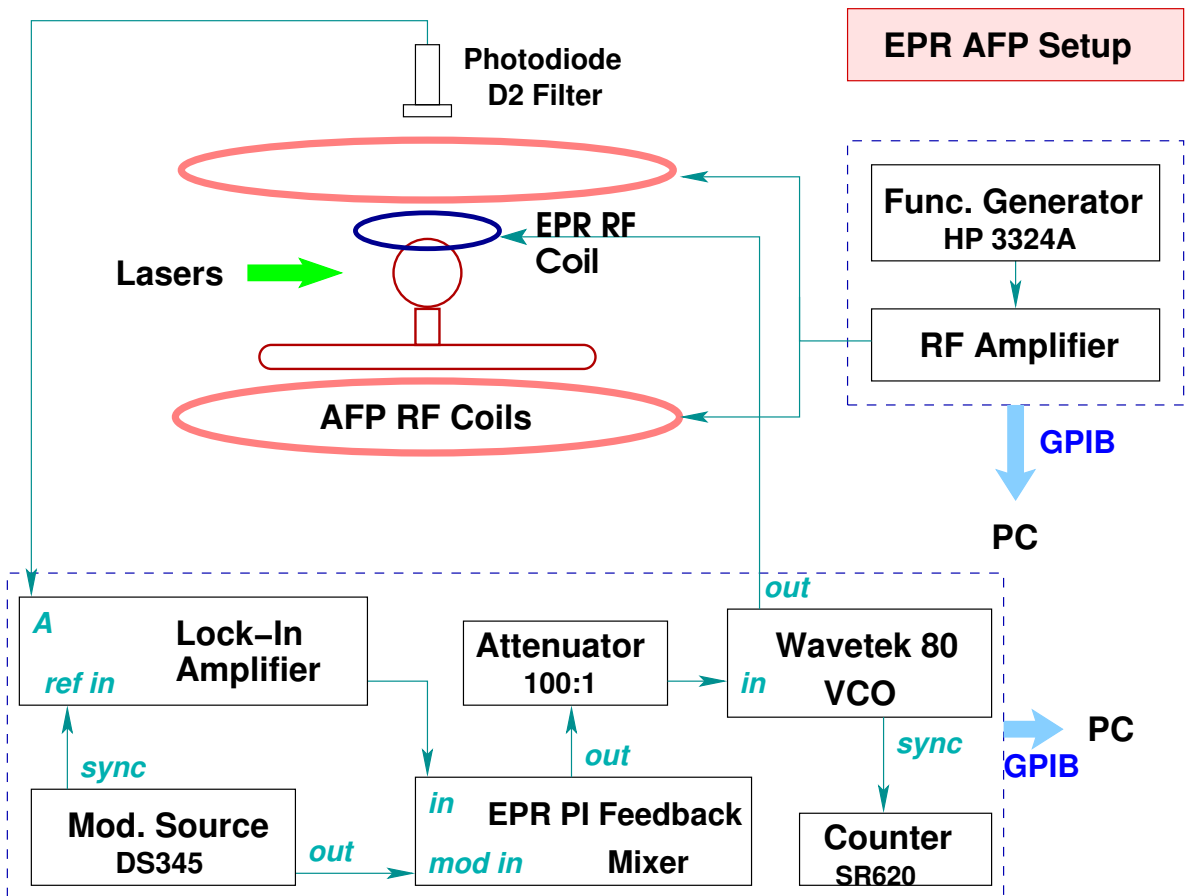 EPR AFP Setup
Photodiode
D2 Filter
Func. Generator
HP 3324A
EPR RF
Coil
Lasers
RF Amplifier
AFP RF Coils
GPIB
PC
out
A
Lock–In
Amplifier
ref in
Attenuator
100:1
Wavetek 80
in
VCO
sync
PC
GPIB
sync
out
in
EPR PI Feedback
mod in
Mixer
Mod. Source
DS345
out
Counter
SR620